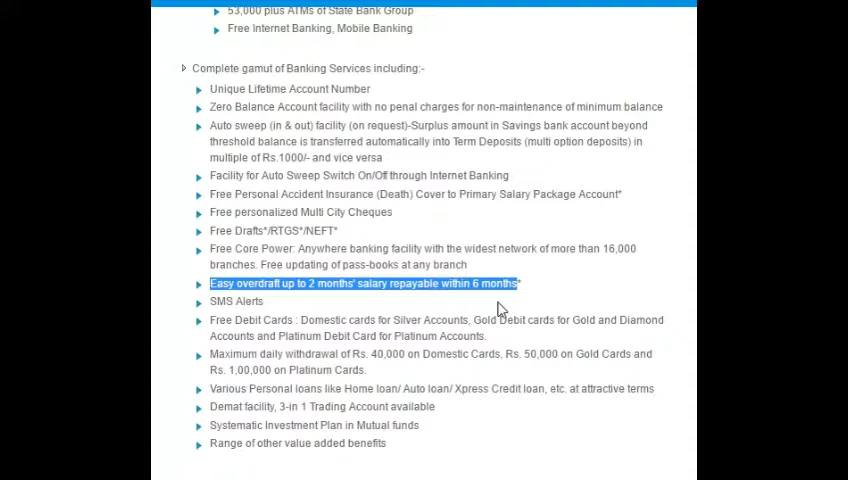 53,000 plus ATMs of State Bank Group
Free Internet Banking, Mobile Banking
Complete gamut of Banking Services including:-
Unique Lifetime Account Number
Zero Balance Account facility with no penal charges for non-maintenance of minimum balance
Auto sweep (in & out) facility (on request)-Surplus amount in Savings bank account beyond
threshold balance is transferred automatically into Term Deposits (multi option deposits) in
multiple of Rs.1000/- and vice versa
Facility for Auto Sweep Switch On/Off through Internet Banking
Free Personal Accident Insurance (Death) Cover to Primary Salary Package Account*
Free personalized Multi City Cheques
Free Drafts*/RTGS*/NEFT*
Free Core Power: Anywhere banking facility with the widest network of more than 16,000
branches. Free updating of pass-books at any branch
Easy overdraft up to 2 months' salary repayable within 6 months*
SMS Alerts
Free Debit Cards : Domestic cards for Silver Accounts, Gold Debit cards for Gold and Diamond
Accounts and Platinum Debit Card for Platinum Accounts.
Maximum daily withdrawal of Rs. 40,000 on Domestic Cards, Rs. 50,000 on Gold Cards and
Rs. 1,00,000 on Platinum Cards.
Various Personal loans like Home loan/ Auto loan/ Xpress Credit loan, etc. at attractive terms
Demat facility, 3-in 1 Trading Account available
Systematic Investment Plan in Mutual funds
Range of other value added benefits